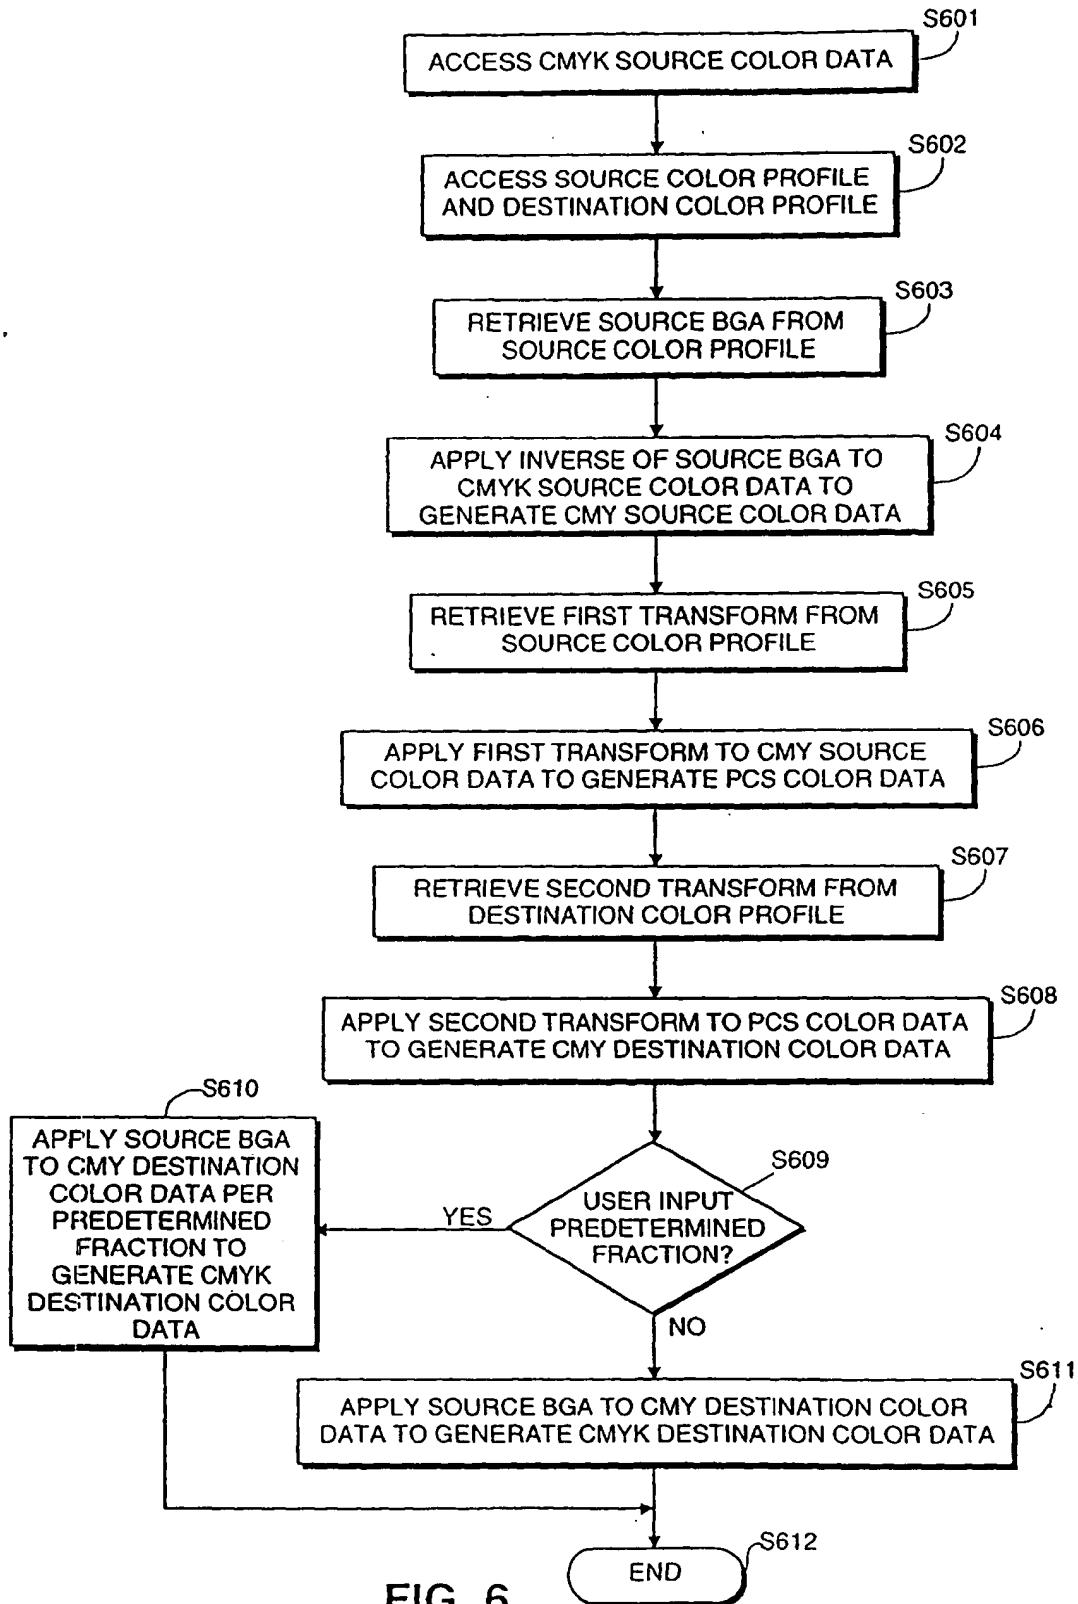 S601
ACCESS CMYK SOURCE COLOR DATA
S602
ACCESS SOURCE COLOR PROFILE
AND DESTINATION COLOR PROFILE
S603
RETRIEVE SOURCE BGA FROM
SOURCE COLOR PROFILE
S604
APPLY INVERSE OF SOURCE BGA TO
CMYK SOURCE COLOR DATA TO
GENERATE CMY SOURCE COLOR DATA
S605
RETRIEVE FIRST TRANSFORM FROM
SOURCE COLOR PROFILE
S606
APPLY FIRST TRANSFORM TO CMY SOURCE
COLOR DATA TO GENERATE PCS COLOR DATA
S607
RETRIEVE SECOND TRANSFORM FROM
DESTINATION COLOR PROFILE
S608
APPLY SECOND TRANSFORM TO PCS COLOR DATA
TO GENERATE CMY DESTINATION COLOR DATA
S609
USER INPUT
PREDETERMINED
FRACTION?
YES
NO
S610
APPLY SOURCE BGA
TO CMY DESTINATION
COLOR DATA PER
PREDETERMINED
FRACTION TO
GENERATE CMYK
DESTINATION COLOR
DATA
S611
APPLY SOURCE BGA TO CMY DESTINATION COLOR
DATA TO GENERATE CMYK DESTINATION COLOR DATA
S612
END
FIG. 6